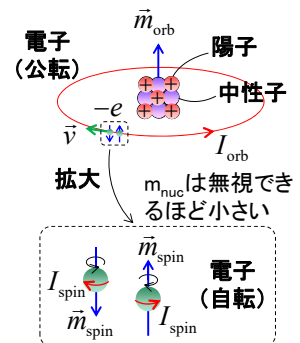 m⃗orb
電子
(公転)
陽子
中性子
−e
v⃗
Iorb
拡大
mnucは無視でき
るほど小さい
電子
(自転)
Ispin
m⃗spin
m⃗spin
Ispin